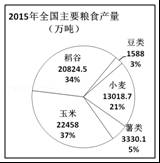 2015年全国主要粮食产量
(万吨)
豆类
1588
3%
稻谷
20824.5
34%
小麦
13018.7
21%
玉米
22458
37%
薯类
3330.1
5%